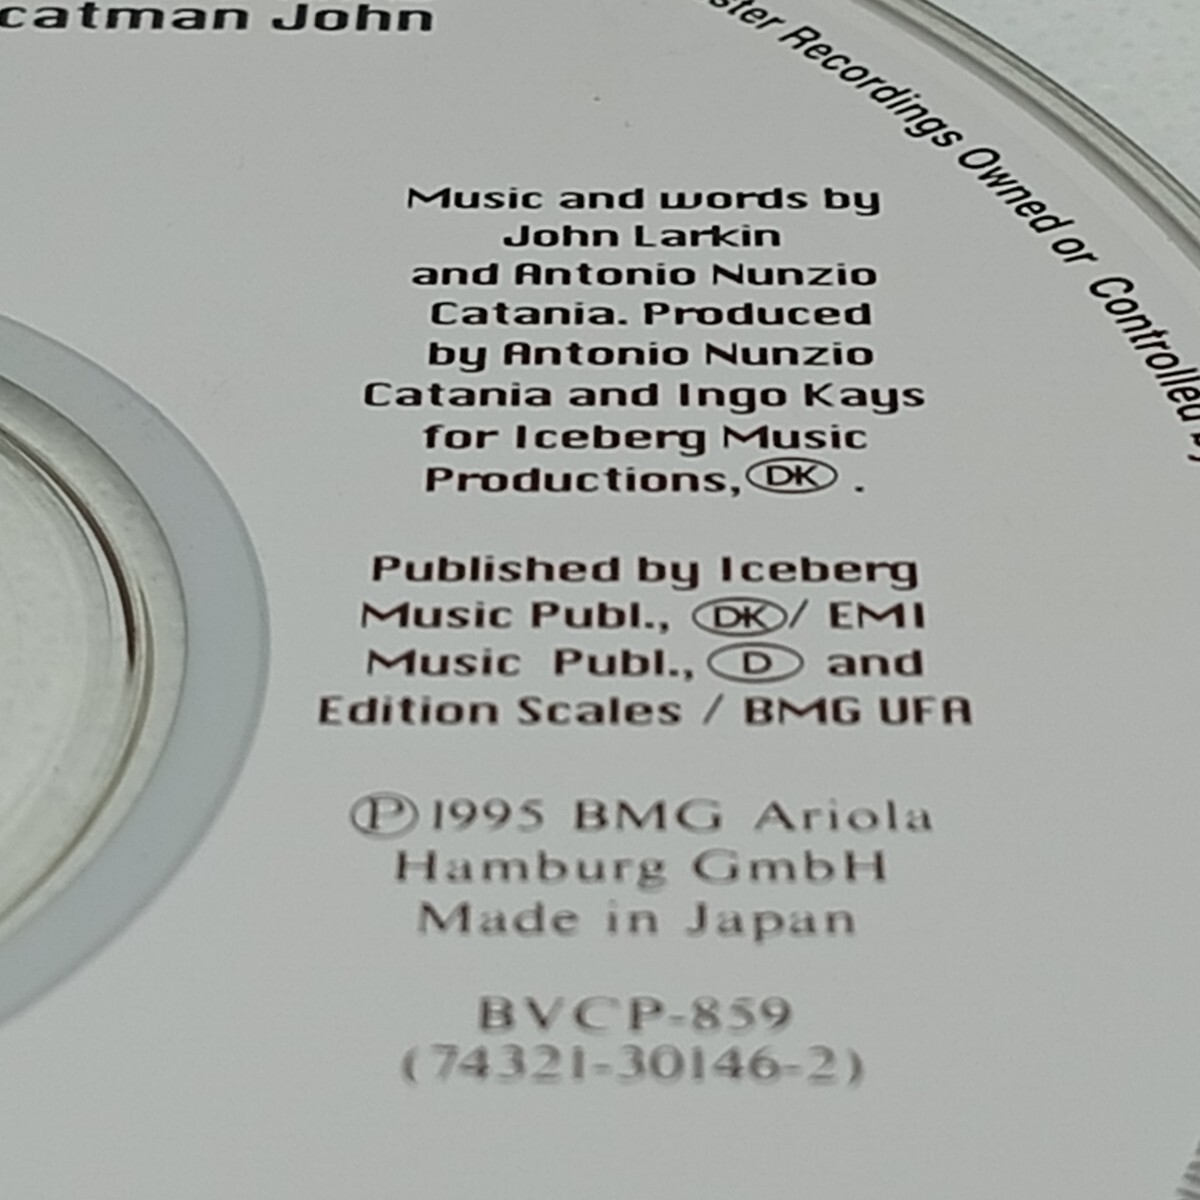 catman John
ster Recordings Owned or Controlled
Music and words by
John Larkin
and Antonio Nunzio
Catania. Produced
by Antonio Nunzio
Catania and Ingo Kays
for Iceberg Music
Productions, DK .
Published by Iceberg
Music Publ., DK / EMI
Music Publ., D and
Edition Scales / BMG UFA
Ⓟ1995 BMG Ariola
Hamburg GmbH
Made in Japan
BVCP-859
(74321-30146-2)